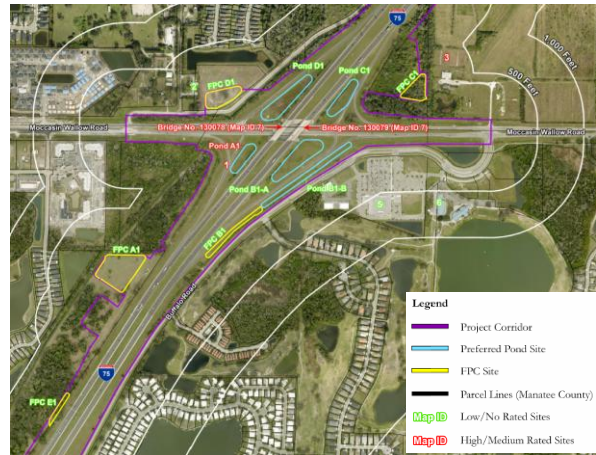 75
Pond D1
Pond C1
FPC D1
FPC C1
3
1,000 Feet
500 Feet
Moccasin Wallow Road
Bridge No. 130078 (Map ID:7)
Bridge No. 130079 (Map ID:7)
Moccasin Wallow Road
Pond A1
1
Pond B1-A
Pond B1-B
5
6
FPC B1
FPC A1
Buffalo Road
75
FPC E1
Legend
Project Corridor
Preferred Pond Site
FPC Site
Parcel Lines (Manatee County)
Map ID
Low/No Rated Sites
Map ID
High/Medium Rated Sites